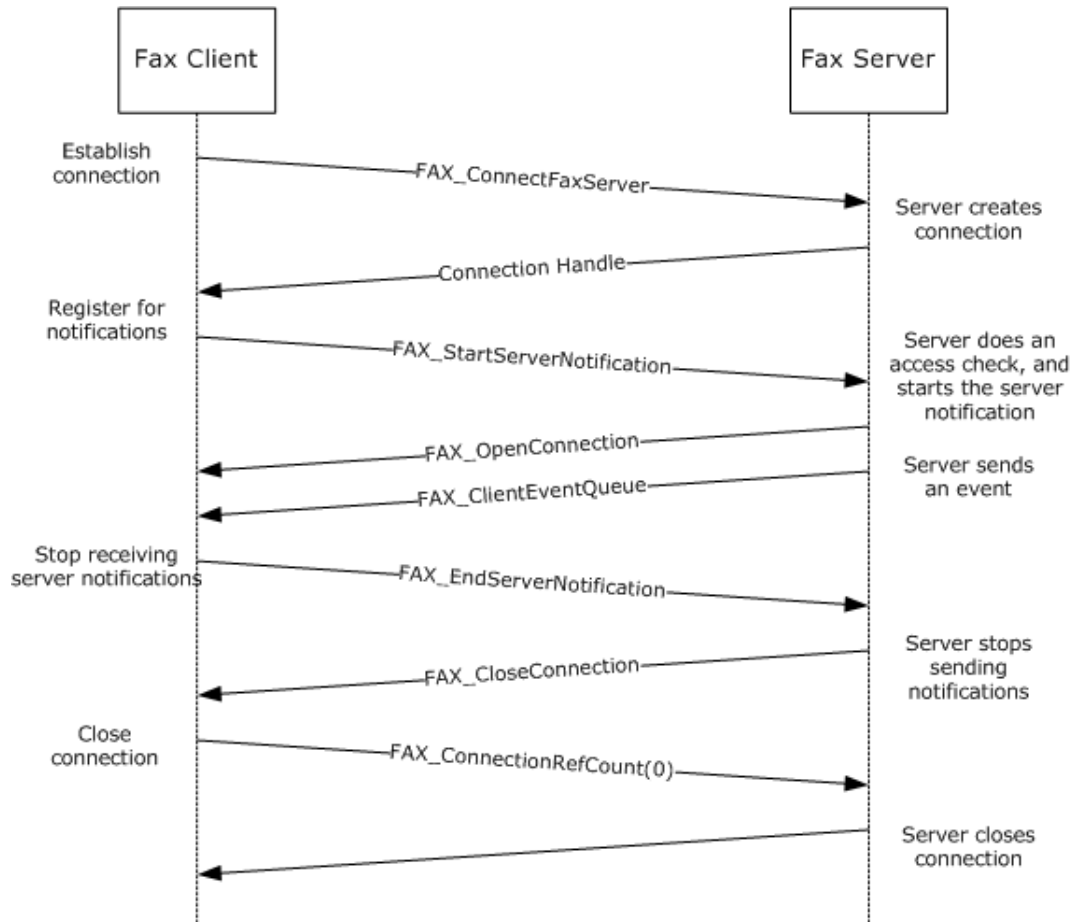 Fax Client
Fax Server
Establish
connection
FAX_ConnectFaxServer
Server creates
connection
Connection Handle
Register for
notifications
FAX_StartServerNotification
Server does an
access check, and
starts the server
notification
FAX_OpenConnection
Server sends
an event
FAX_ClientEventQueue
Stop receiving
server notifications
FAX_EndServerNotification
Server stops
sending
notifications
FAX_CloseConnection
Close
connection
FAX_ConnectionRefCount(0)
Server closes
connection